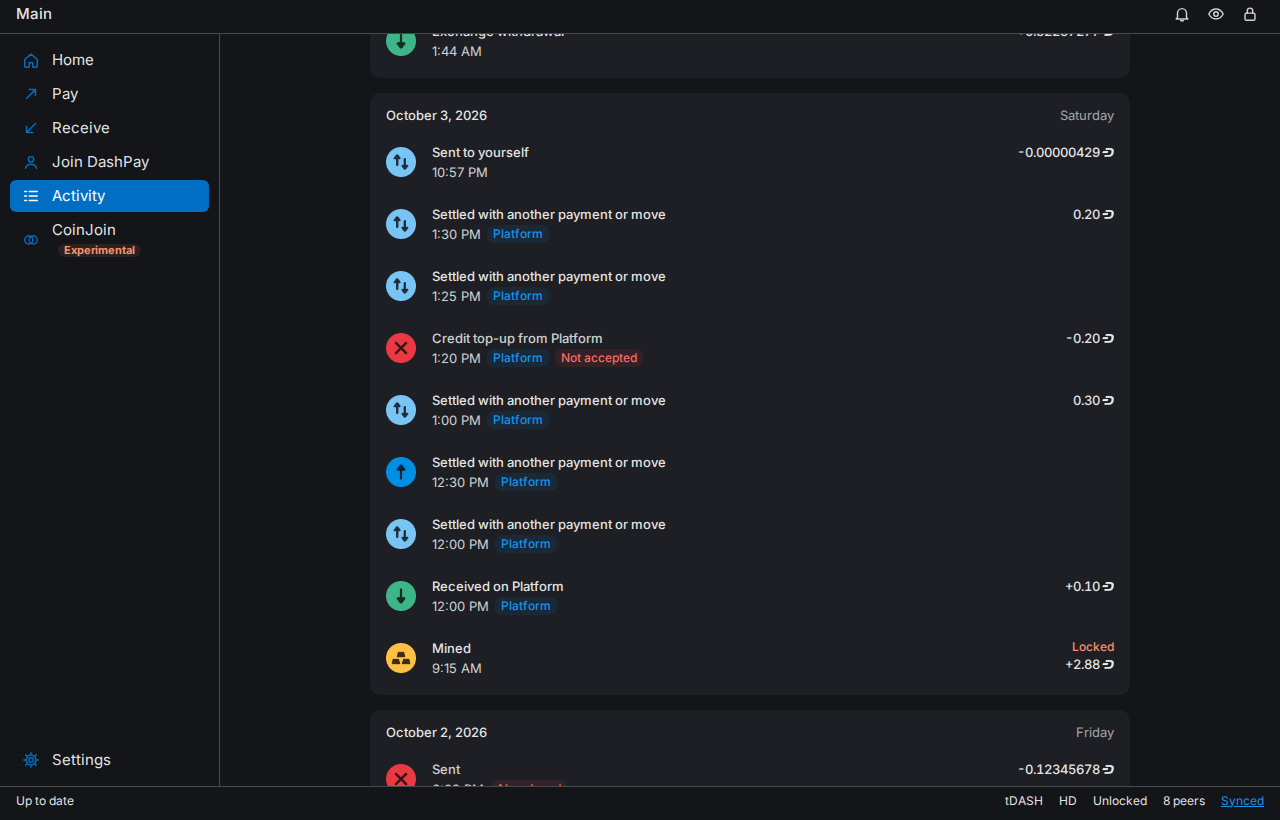 Main
Home
Pay
Receive
Join DashPay
Activity
CoinJoin
Experimental
Settings
1:44 AM
October 3, 2026 Saturday
Sent to yourself -0.00000429
10:57 PM
Settled with another payment or move 0.20
1:30 PM Platform
Settled with another payment or move
1:25 PM Platform
Credit top-up from Platform -0.20
1:20 PM Platform Not accepted
Settled with another payment or move 0.30
1:00 PM Platform
Settled with another payment or move
12:30 PM Platform
Settled with another payment or move
12:00 PM Platform
Received on Platform +0.10
12:00 PM Platform
Mined Locked
9:15 AM +2.88
October 2, 2026 Friday
Sent -0.12345678
Up to date tDASH HD Unlocked 8 peers Synced